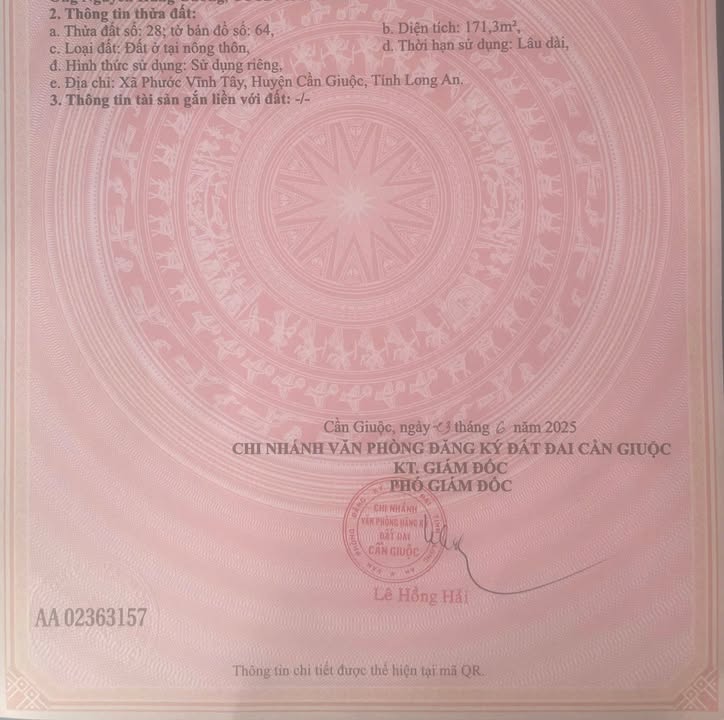 2. Thông tin thửa đất:
a. Thửa đất số: 28; tờ bản đồ số: 64, b. Diện tích: 171,3m²,
c. Loại đất: Đất ở tại nông thôn, d. Thời hạn sử dụng: Lâu dài,
đ. Hình thức sử dụng: Sử dụng riêng,
e. Địa chỉ: Xã Phước Vĩnh Tây, Huyện Cần Giuộc, Tỉnh Long An.
3. Thông tin tài sản gắn liền với đất: -/-
Cần Giuộc, ngày 23 tháng 6 năm 2025
CHI NHÁNH VĂN PHÒNG ĐĂNG KÝ ĐẤT ĐAI CẦN GIUỘC
KT. GIÁM ĐỐC
PHÓ GIÁM ĐỐC
CHI NHÁNH
VĂN PHÒNG ĐĂNG KÝ
ĐẤT ĐAI
CẦN GIUỘC
Lê Hồng Hải
AA 02363157
Thông tin chi tiết được thể hiện tại mã QR.